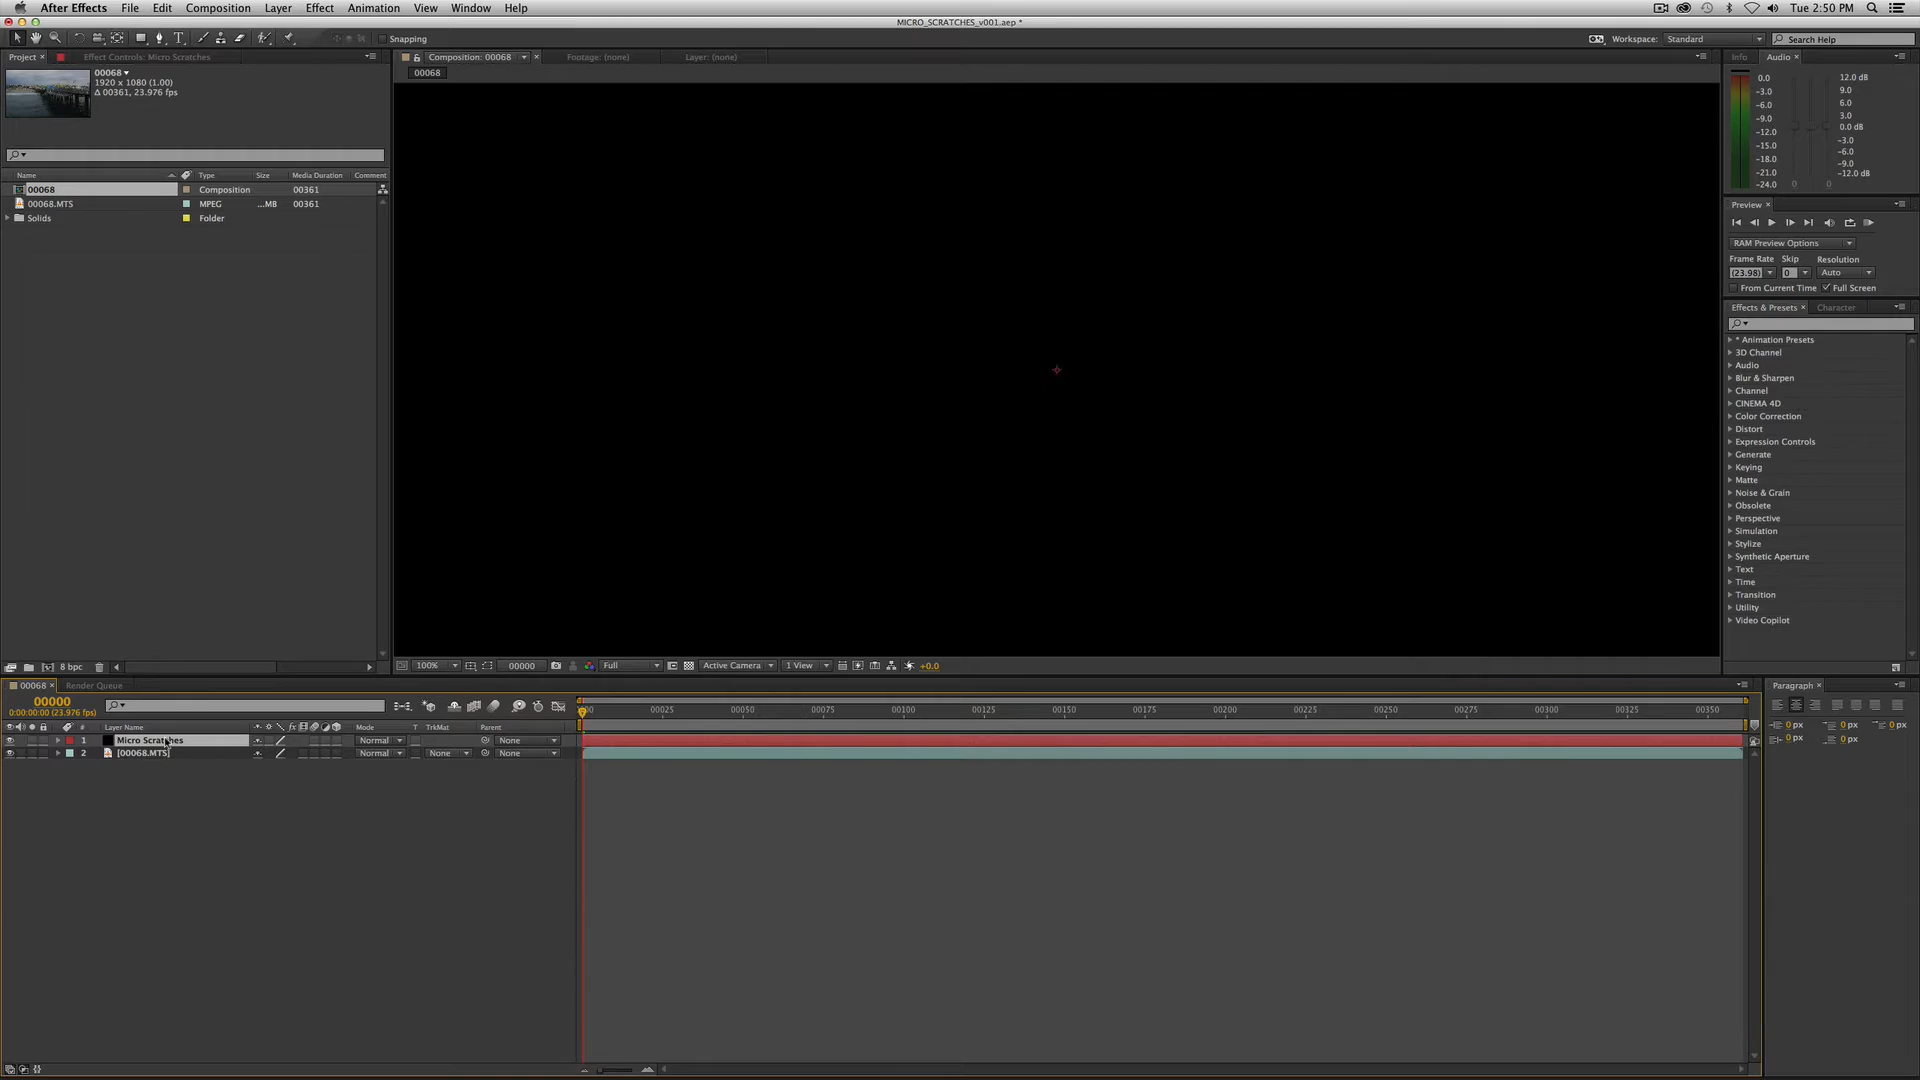 After Effects File Edit Composition Layer Effect Animation View Window Help Tue 2:50 PM
MICRO_SCRATCHES_v001.aep *
Snapping Workspace: Standard Search Help
Project × Effect Controls: Micro Scratches Composition: 00068 × Footage: (none) Layer: (none) Info Audio ×
00068
00068
1920 x 1080 (1.00)
Δ 00361, 23.976 fps
0.0 12.0 dB
-3.0 9.0
-6.0 6.0
-9.0 3.0
-12.0 0.0 dB
-15.0 -3.0
-18.0 -6.0
-21.0 -9.0
-24.0 -12.0 dB
0 0
Name Type Size Media Duration Comment
00068 Composition 00361
00068.MTS MPEG ...MB 00361
Solids Folder
Preview ×
RAM Preview Options
Frame Rate Skip Resolution
(23.98) 0 Auto
From Current Time Full Screen
Effects & Presets × Character
* Animation Presets
3D Channel
Audio
Blur & Sharpen
Channel
CINEMA 4D
Color Correction
Distort
Expression Controls
Generate
Keying
Matte
Noise & Grain
Obsolete
Perspective
Simulation
Stylize
Synthetic Aperture
Text
Time
Transition
Utility
Video Copilot
8 bpc 100% 00000 Full Active Camera 1 View +0.0
00068 × Render Queue Paragraph ×
00000
0:00:00:00 (23.976 fps)
00025 00050 00075 00100 00125 00150 00175 00200 00225 00250 00275 00300 00325 00350
# Layer Name fx Mode T TrkMat Parent
1 Micro Scratches Normal None
2 [00068.MTS] Normal None None
0 px 0 px 0 px
0 px 0 px